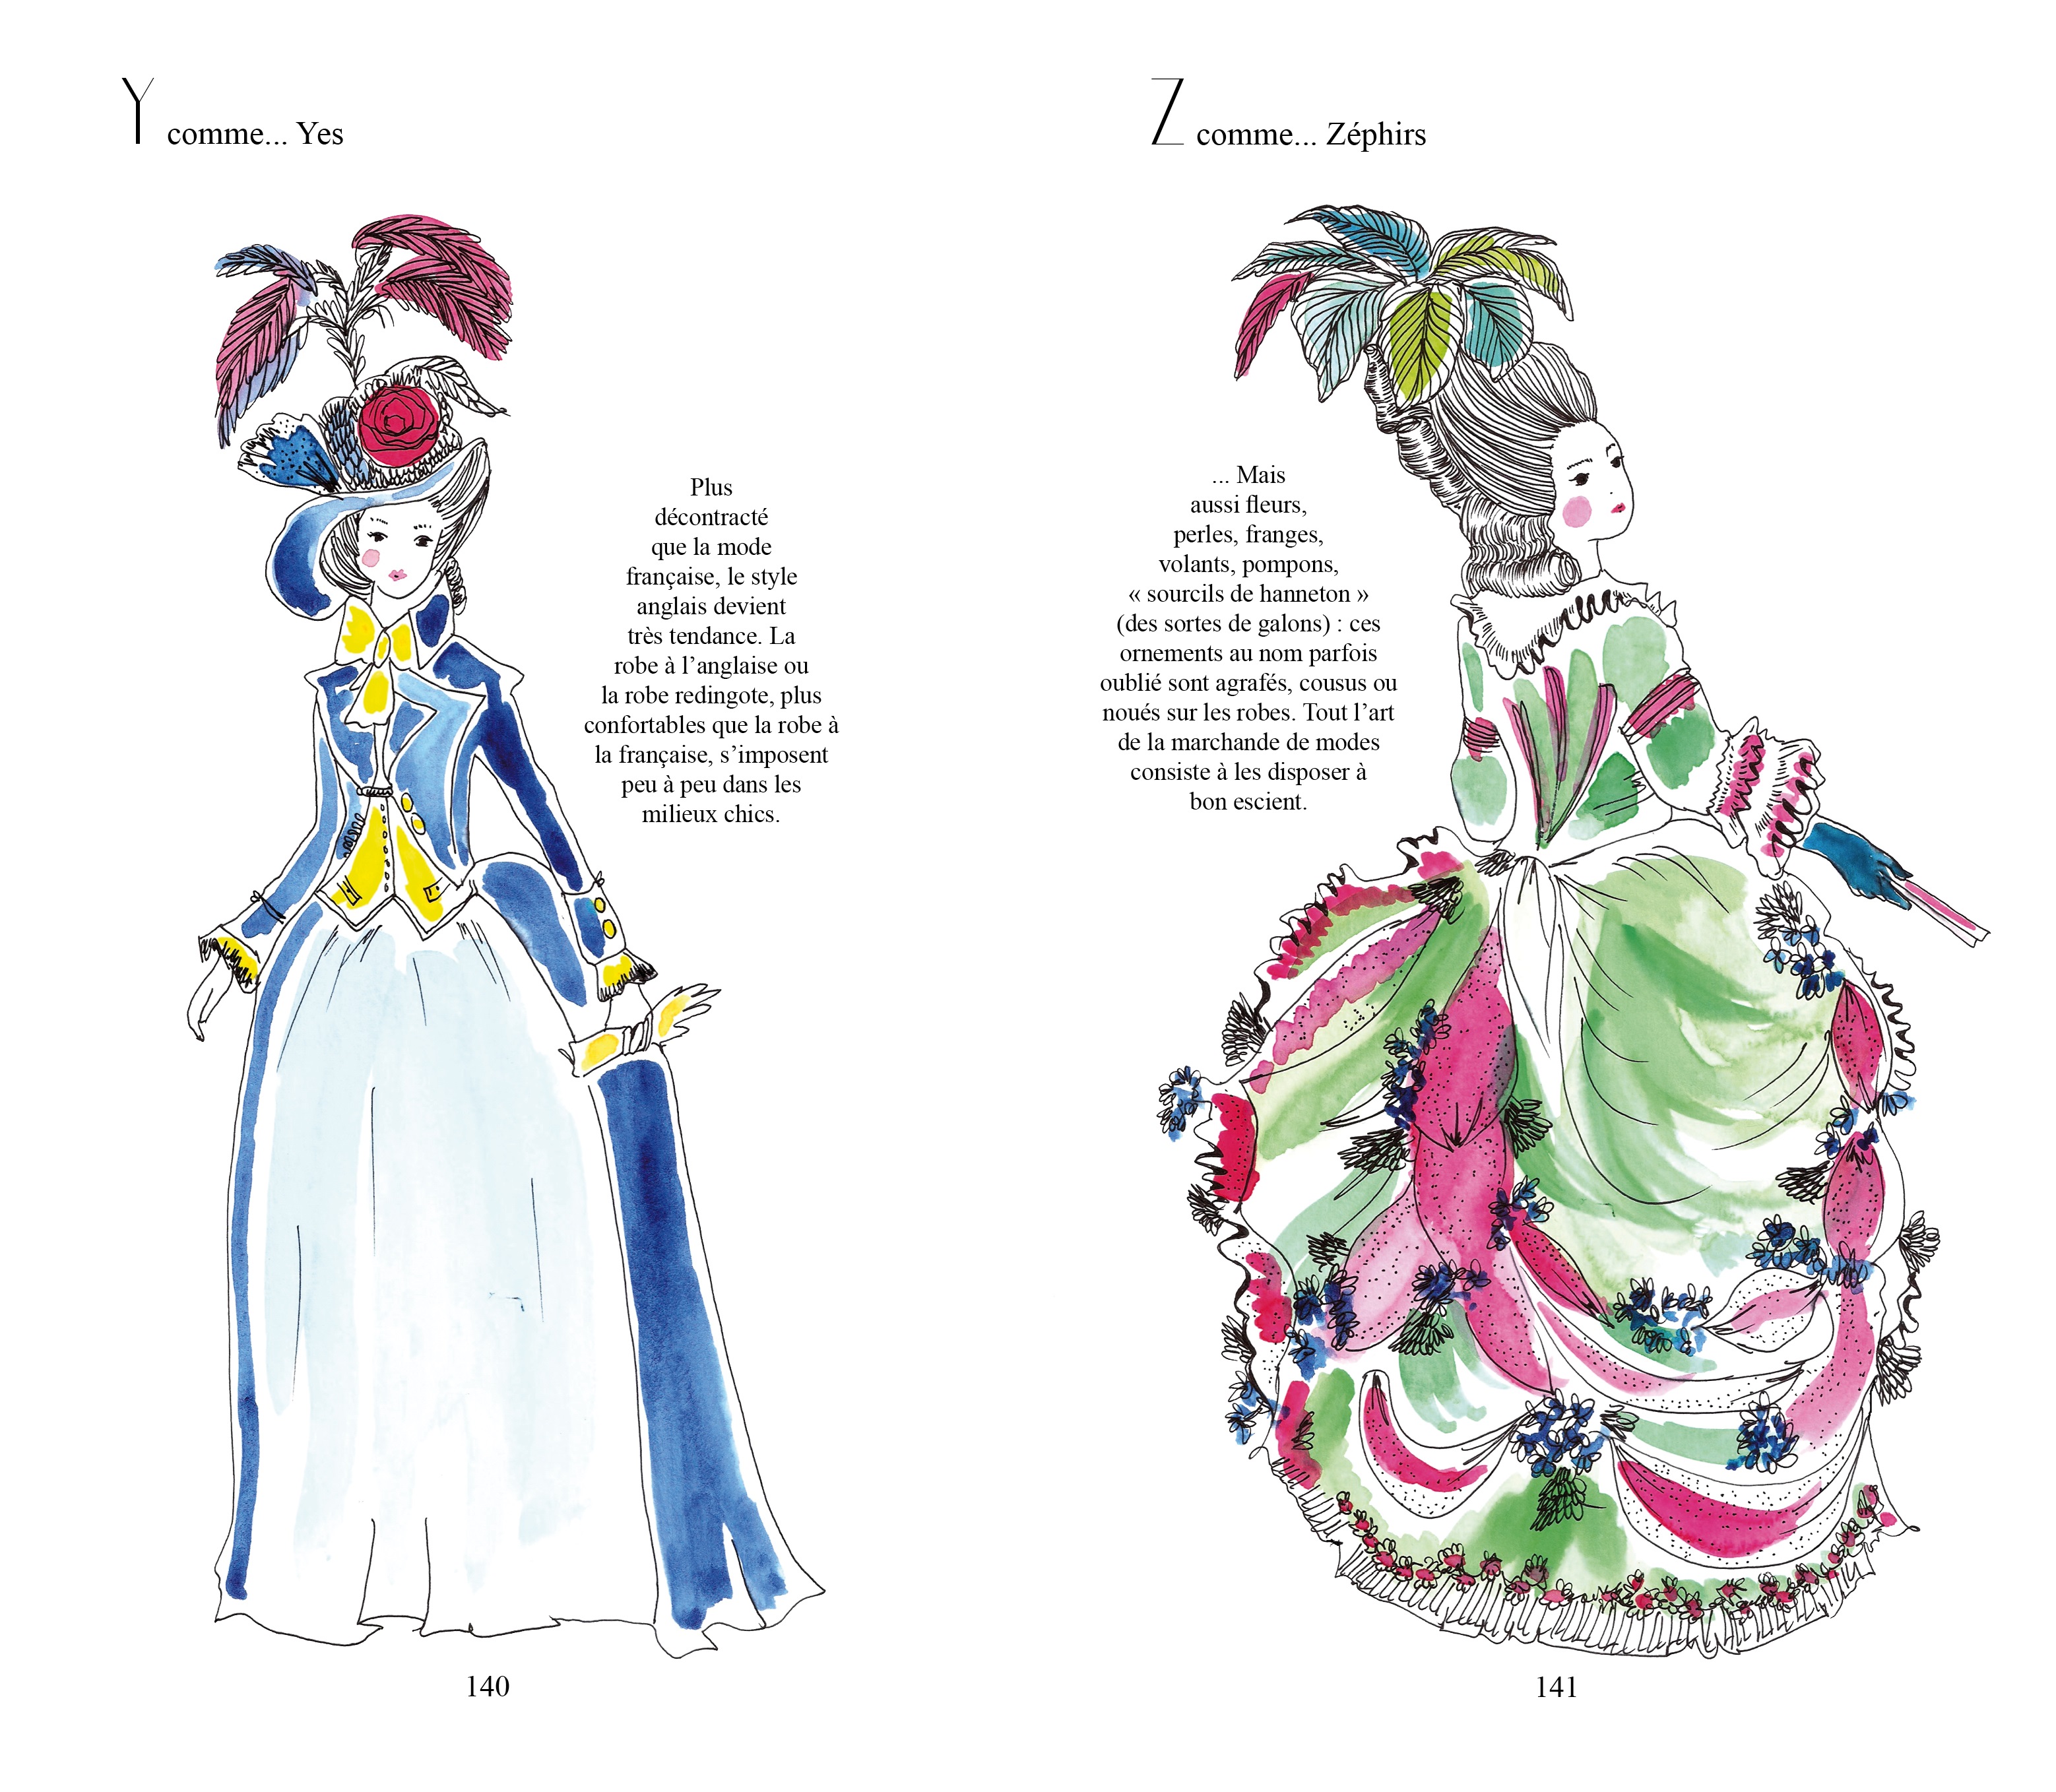 Y comme... Yes
Plus
décontracté
que la mode
française, le style
anglais devient
très tendance. La
robe à l’anglaise ou
la robe redingote, plus
confortables que la robe à
la française, s’imposent
peu à peu dans les
milieux chics.
140
Z comme... Zéphirs
... Mais
aussi fleurs,
perles, franges,
volants, pompons,
« sourcils de hanneton »
(des sortes de galons) : ces
ornements au nom parfois
oublié sont agrafés, cousus ou
noués sur les robes. Tout l’art
de la marchande de modes
consiste à les disposer à
bon escient.
141